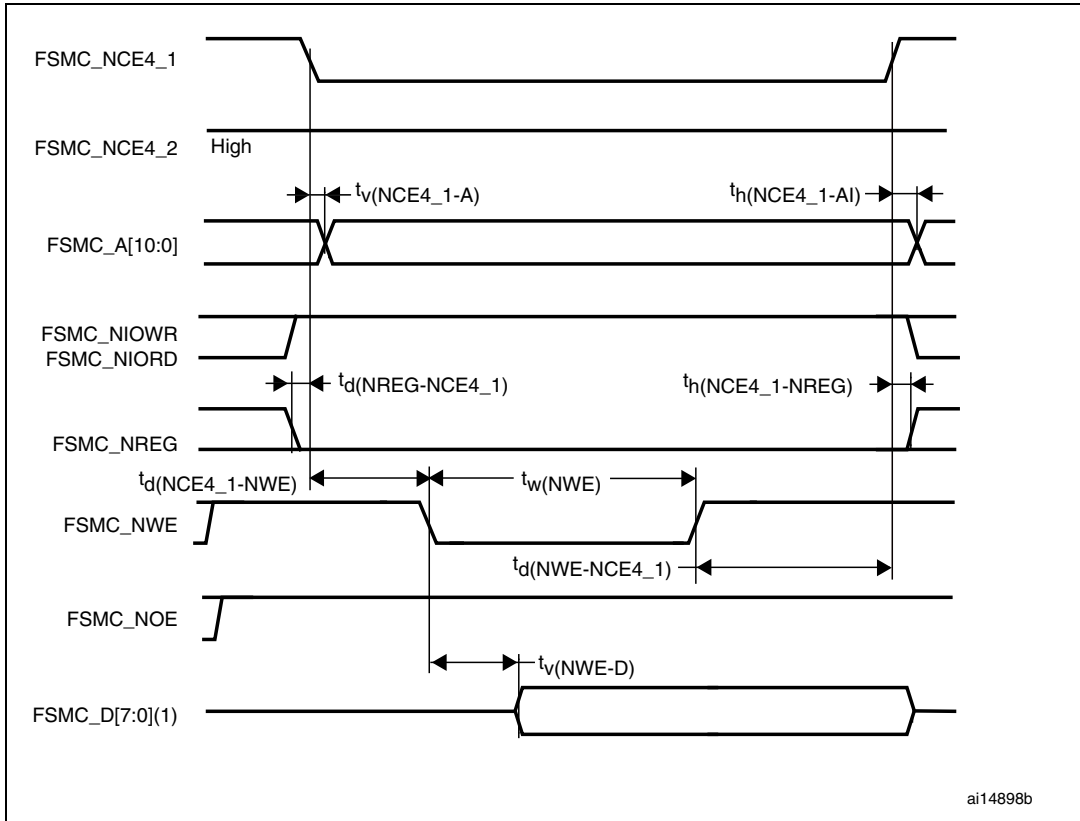 FSMC_NCE4_1
FSMC_NCE4_2
High
tv(NCE4_1-A)
th(NCE4_1-AI)
FSMC_A[10:0]
FSMC_NIOWR
FSMC_NIORD
td(NREG-NCE4_1)
th(NCE4_1-NREG)
FSMC_NREG
td(NCE4_1-NWE)
tw(NWE)
FSMC_NWE
td(NWE-NCE4_1)
FSMC_NOE
tv(NWE-D)
FSMC_D[7:0](1)
ai14898b